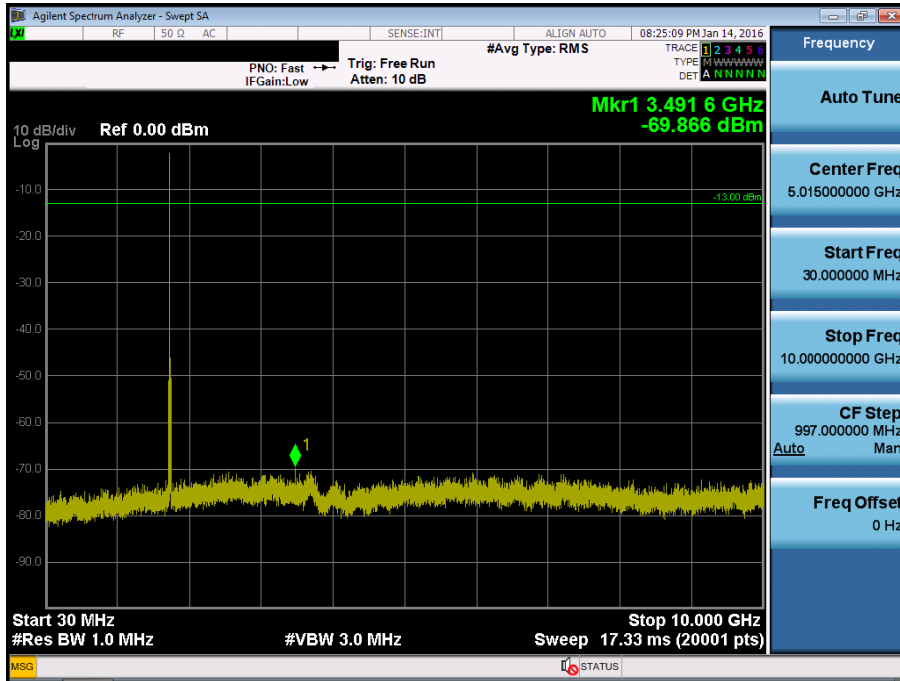 Agilent Spectrum Analyzer - Swept SA
LXI RF 50 Ω AC SENSE:INT ALIGN AUTO 08:25:09 PM Jan 14, 2016
#Avg Type: RMS
TRACE 1 2 3 4 5 6
TYPE M WWWWW
DET A N N N N N
PNO: Fast
IFGain:Low
Trig: Free Run
Atten: 10 dB
Mkr1 3.491 6 GHz
-69.866 dBm
10 dB/div Ref 0.00 dBm
Log
-10.0
-13.00 dBm
-20.0
-30.0
-40.0
-50.0
-60.0
1
-70.0
-80.0
-90.0
Start 30 MHz Stop 10.000 GHz
#Res BW 1.0 MHz #VBW 3.0 MHz Sweep 17.33 ms (20001 pts)
MSG STATUS
Frequency
Auto Tune
Center Freq
5.015000000 GHz
Start Freq
30.000000 MHz
Stop Freq
10.000000000 GHz
CF Step
997.000000 MHz
Auto Man
Freq Offset
0 Hz